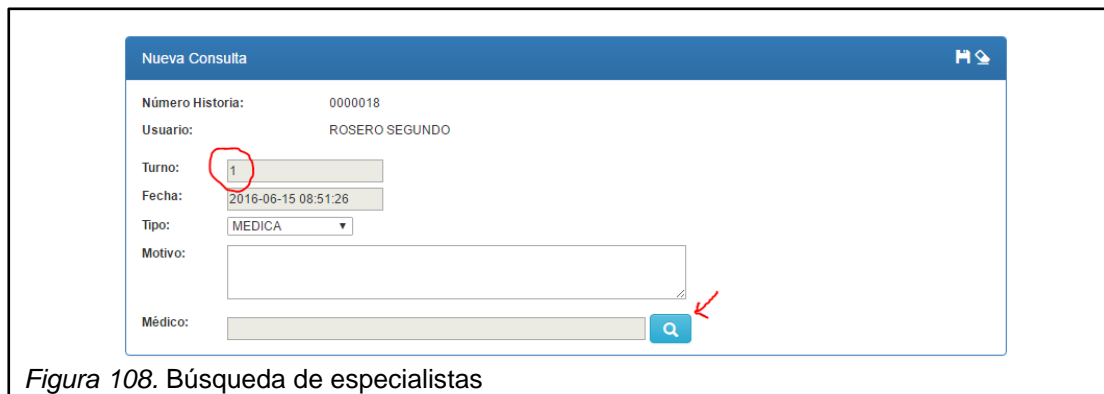 Nueva Consulta
Número Historia: 0000018
Usuario: ROSERO SEGUNDO
Turno: 1
Fecha: 2016-06-15 08:51:26
Tipo: MEDICA
Motivo:
Médico:
Figura 108. Búsqueda de especialistas